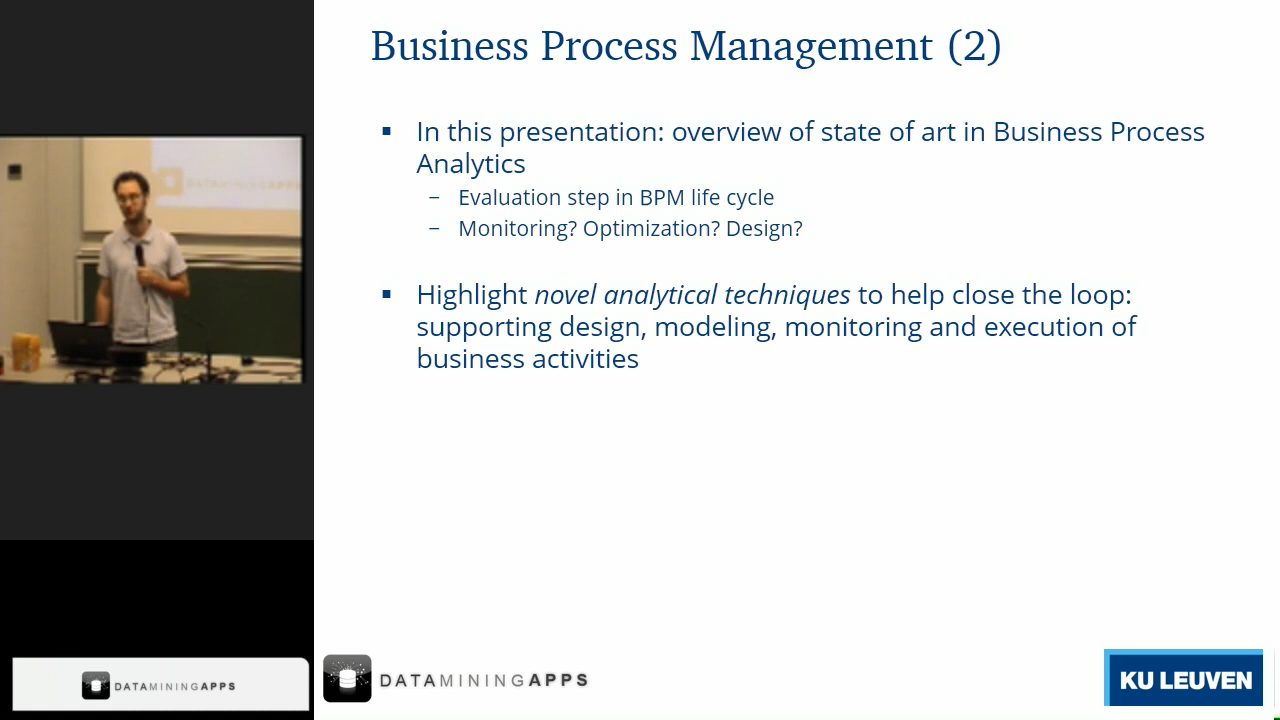 Business Process Management (2)
▪ In this presentation: overview of state of art in Business Process
Analytics
– Evaluation step in BPM life cycle
– Monitoring? Optimization? Design?
▪ Highlight novel analytical techniques to help close the loop:
supporting design, modeling, monitoring and execution of
business activities
DATAMININGAPPS
DATAMININGAPPS
DATAMININGAPPS
KU LEUVEN